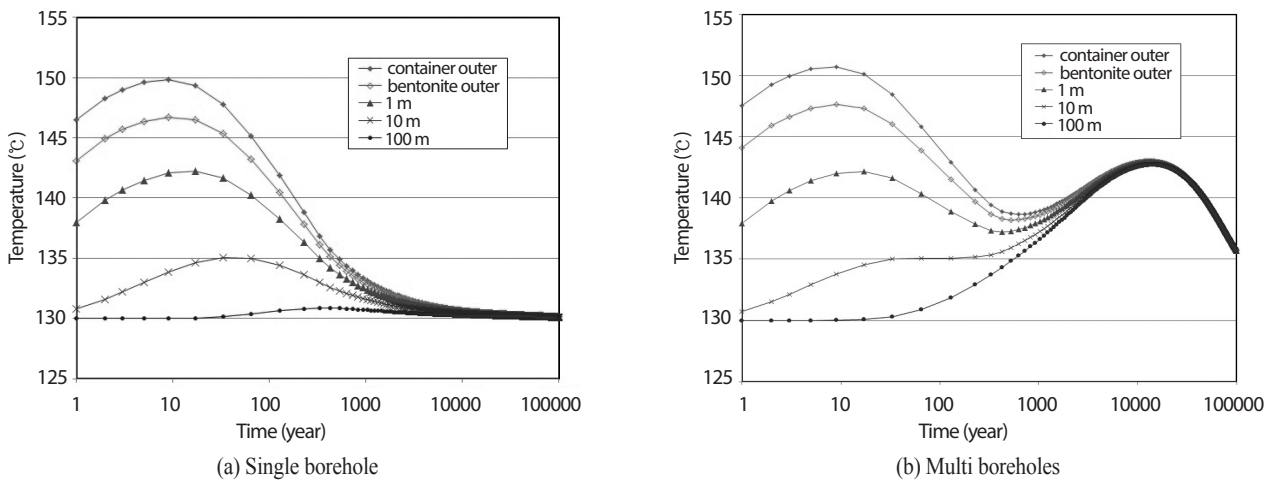 155
150
145
140
135
130
125
Temperature (℃)
container outer
bentonite outer
1 m
10 m
100 m
1 10 100 1000 10000 100000
Time (year)
(a) Single borehole
155
150
145
140
135
130
125
Temperature (℃)
container outer
bentonite outer
1 m
10 m
100 m
1 10 100 1000 10000 100000
Time (year)
(b) Multi boreholes